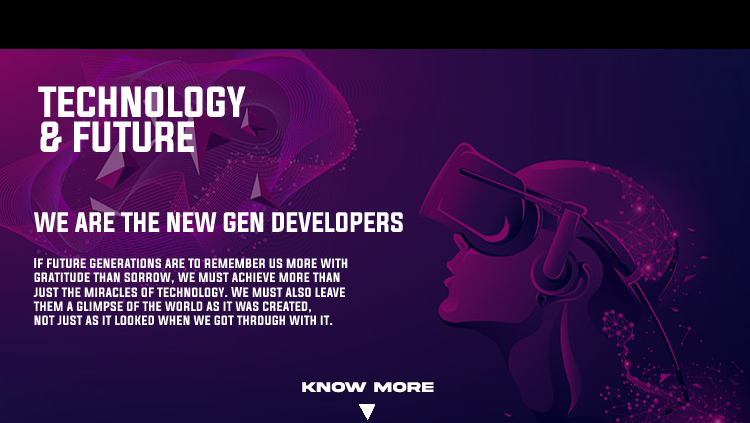 TECHNOLOGY
& FUTURE
WE ARE THE NEW GEN DEVELOPERS
IF FUTURE GENERATIONS ARE TO REMEMBER US MORE WITH
GRATITUDE THAN SORROW, WE MUST ACHIEVE MORE THAN
JUST THE MIRACLES OF TECHNOLOGY. WE MUST ALSO LEAVE
THEM A GLIMPSE OF THE WORLD AS IT WAS CREATED,
NOT JUST AS IT LOOKED WHEN WE GOT THROUGH WITH IT.
KNOW MORE